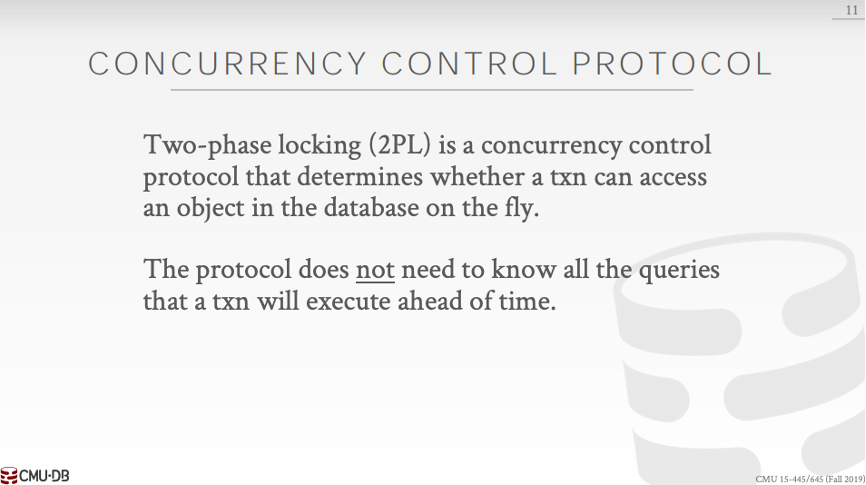 11
CONCURRENCY CONTROL PROTOCOL
Two-phase locking (2PL) is a concurrency control
protocol that determines whether a txn can access
an object in the database on the fly.
The protocol does not need to know all the queries
that a txn will execute ahead of time.
CMU·DB
CMU 15-445/645 (Fall 2019)